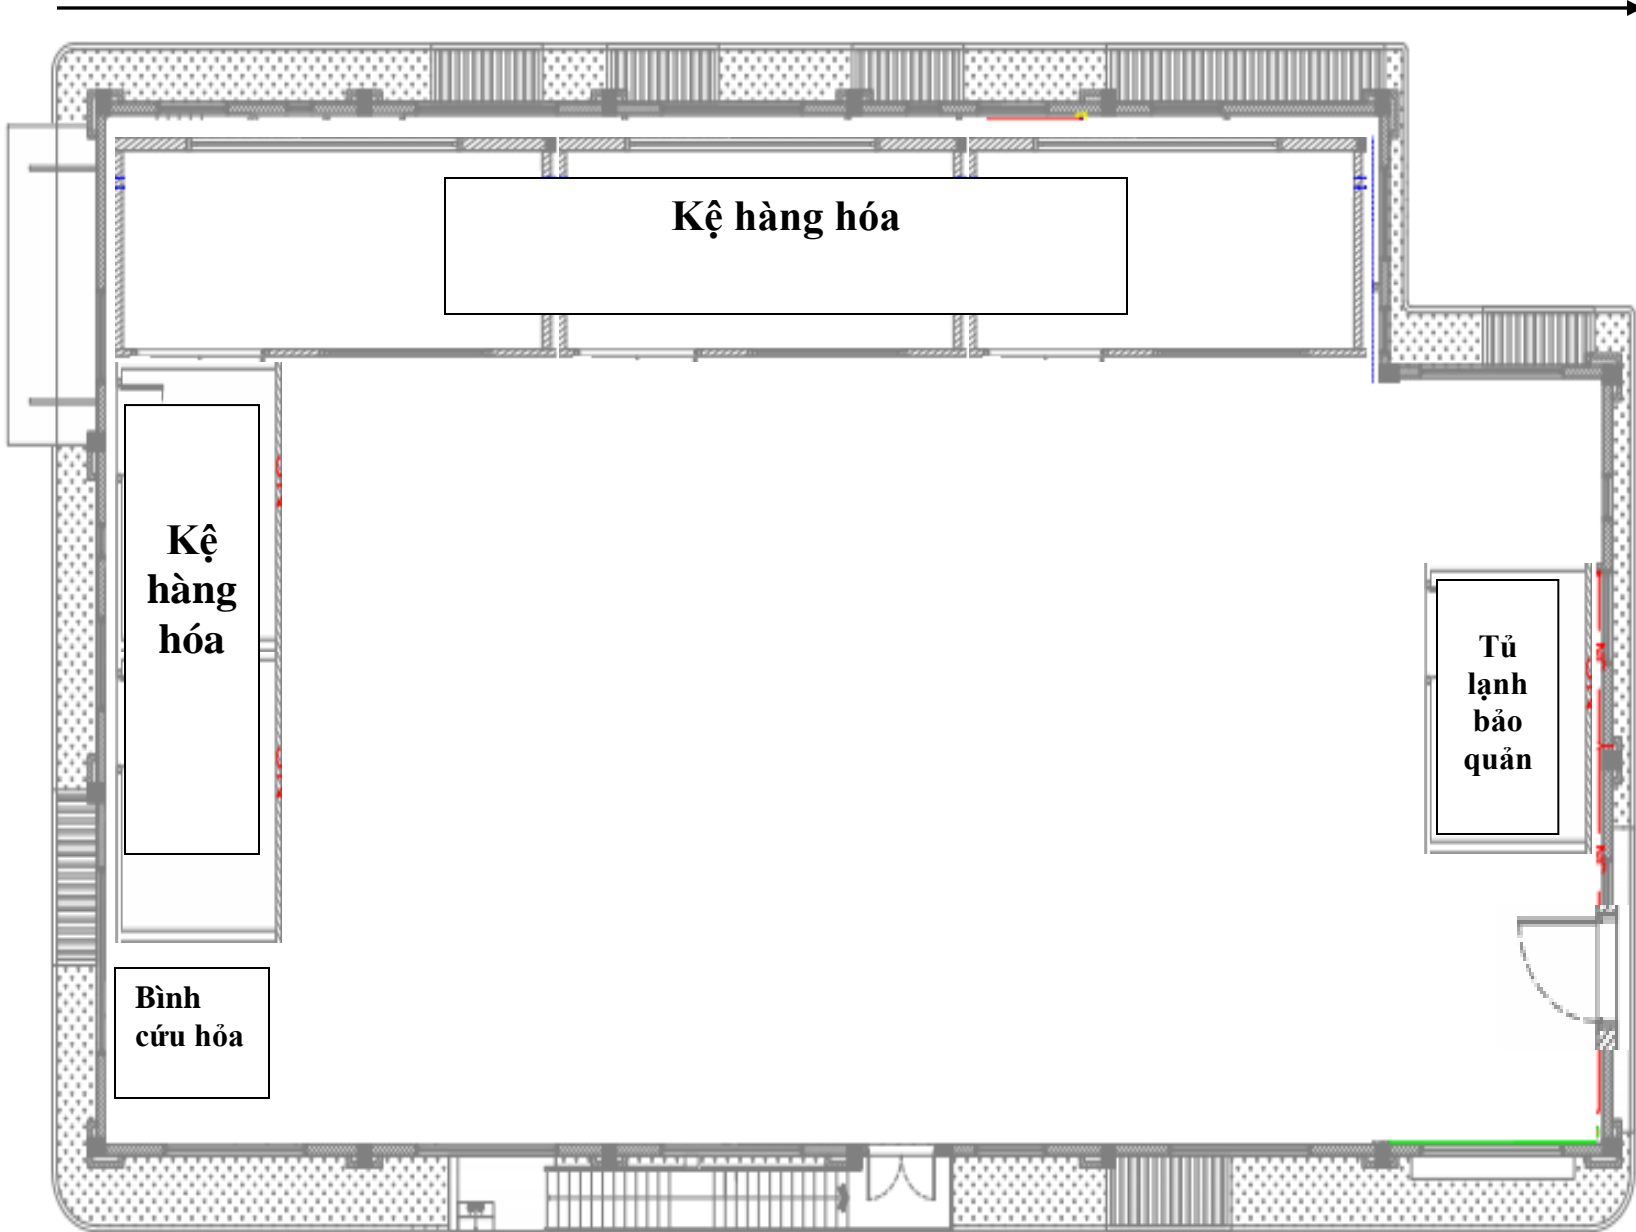 Kệ hàng hóa
Kệ
hàng
hóa
Tủ
lạnh
bảo
quản
Bình
cứu hỏa